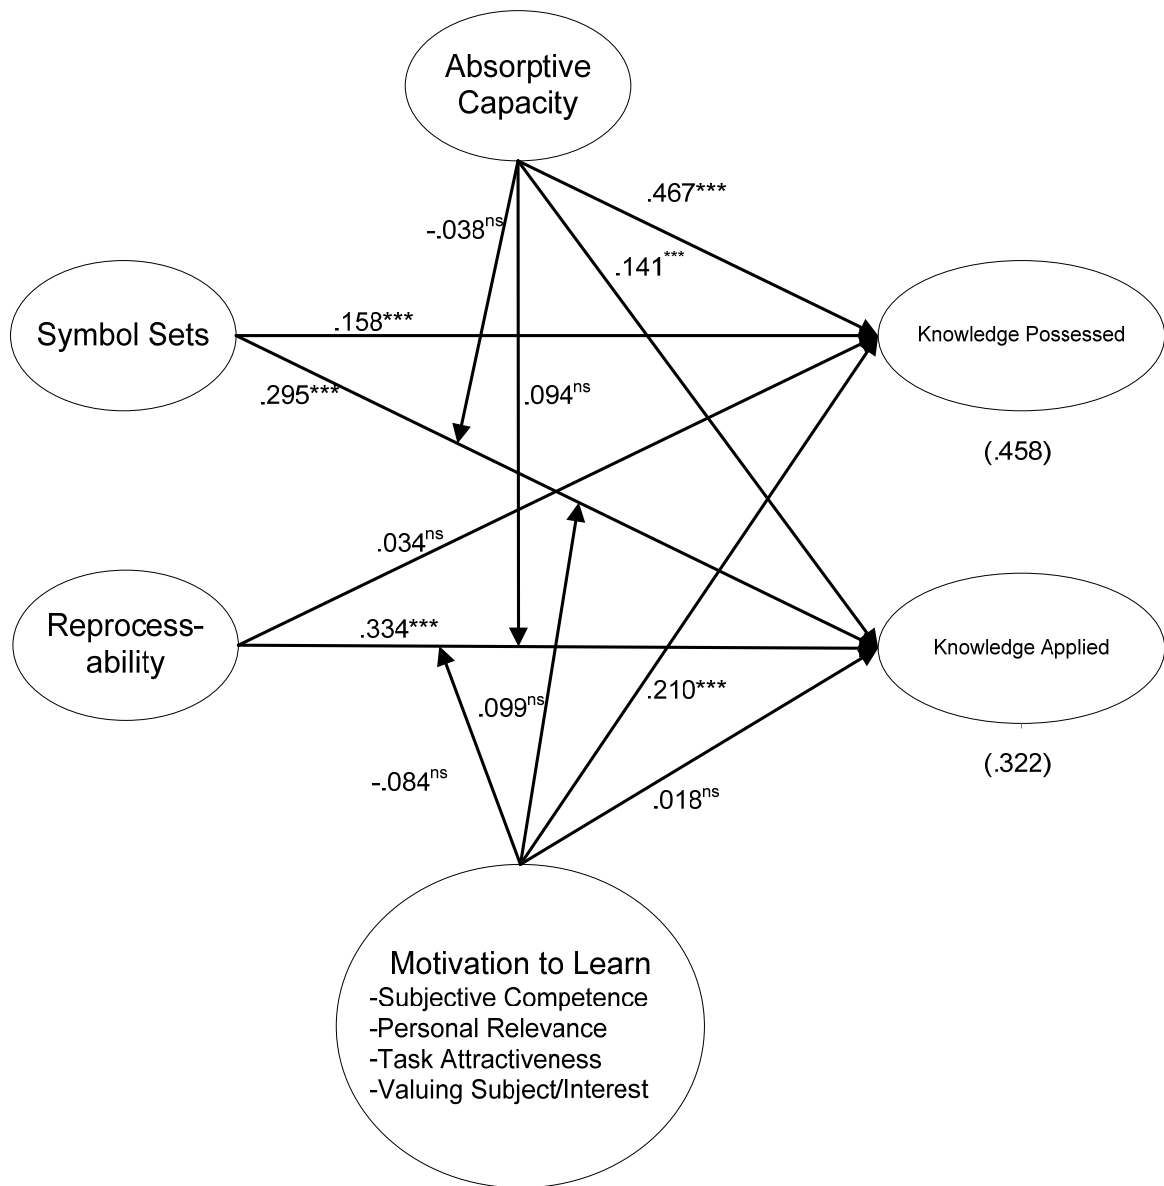 Absorptive
Capacity
.467***
-.038ns
.141***
Symbol Sets
.158***
Knowledge Possessed
.295***
.094ns
(.458)
.034ns
Reprocess-
ability
.334***
Knowledge Applied
.210***
.099ns
(.322)
-.084ns
.018ns
Motivation to Learn
-Subjective Competence
-Personal Relevance
-Task Attractiveness
-Valuing Subject/Interest